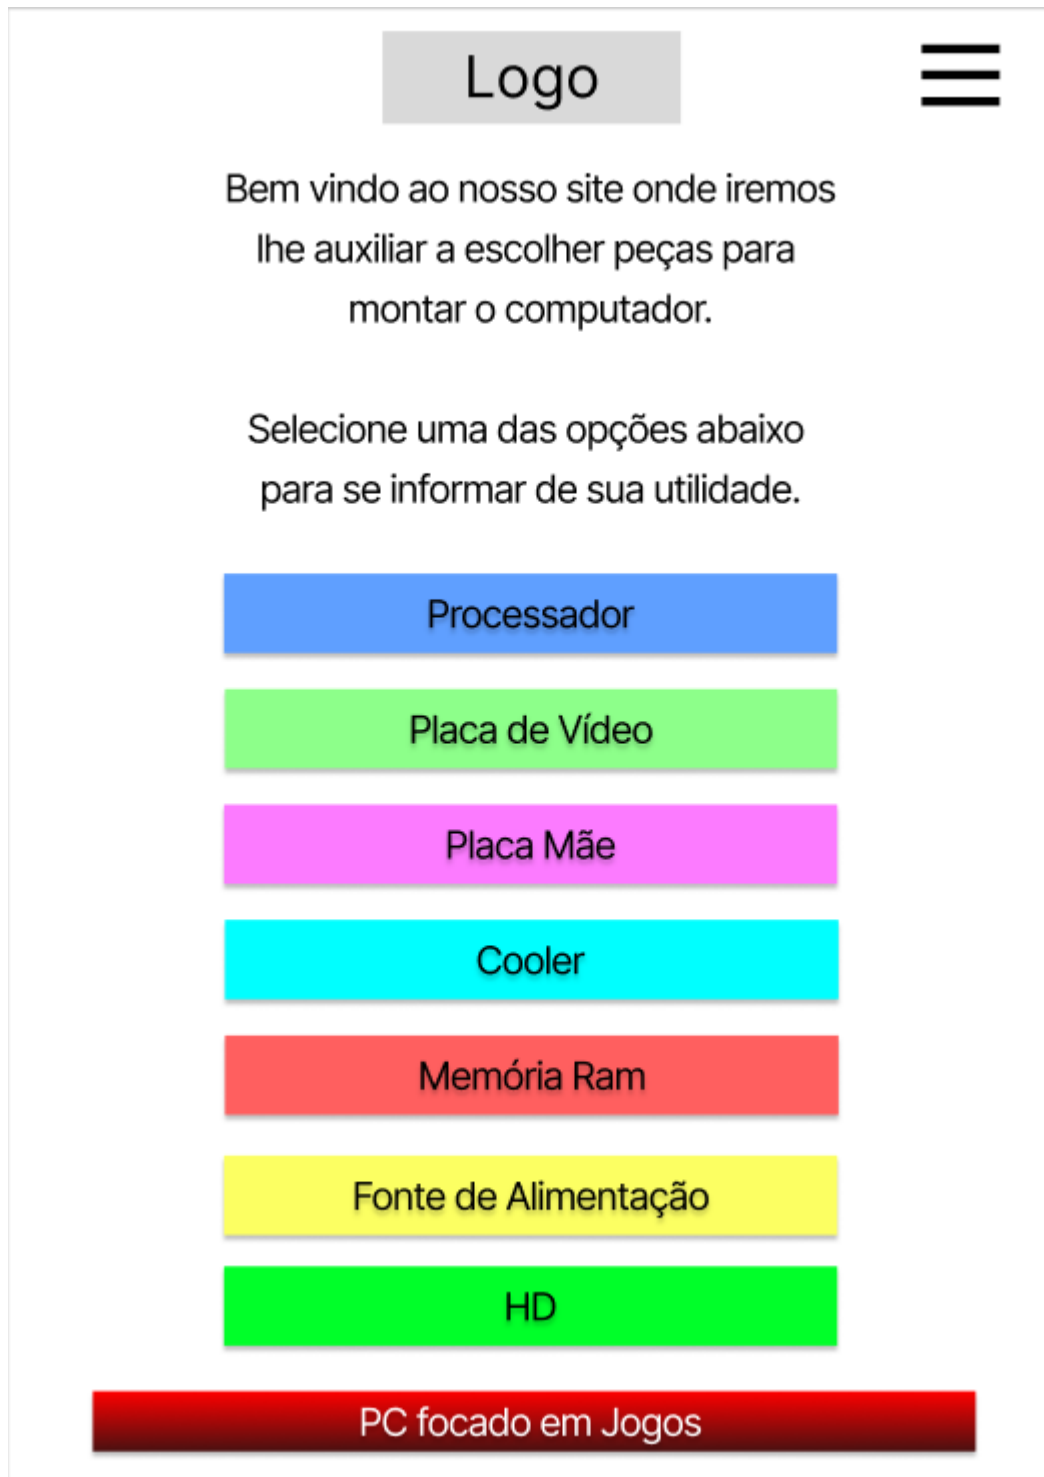 Logo
Bem vindo ao nosso site onde iremos
lhe auxiliar a escolher peças para
montar o computador.
Selecione uma das opções abaixo
para se informar de sua utilidade.
Processador
Placa de Vídeo
Placa Mãe
Cooler
Memória Ram
Fonte de Alimentação
HD
PC focado em Jogos